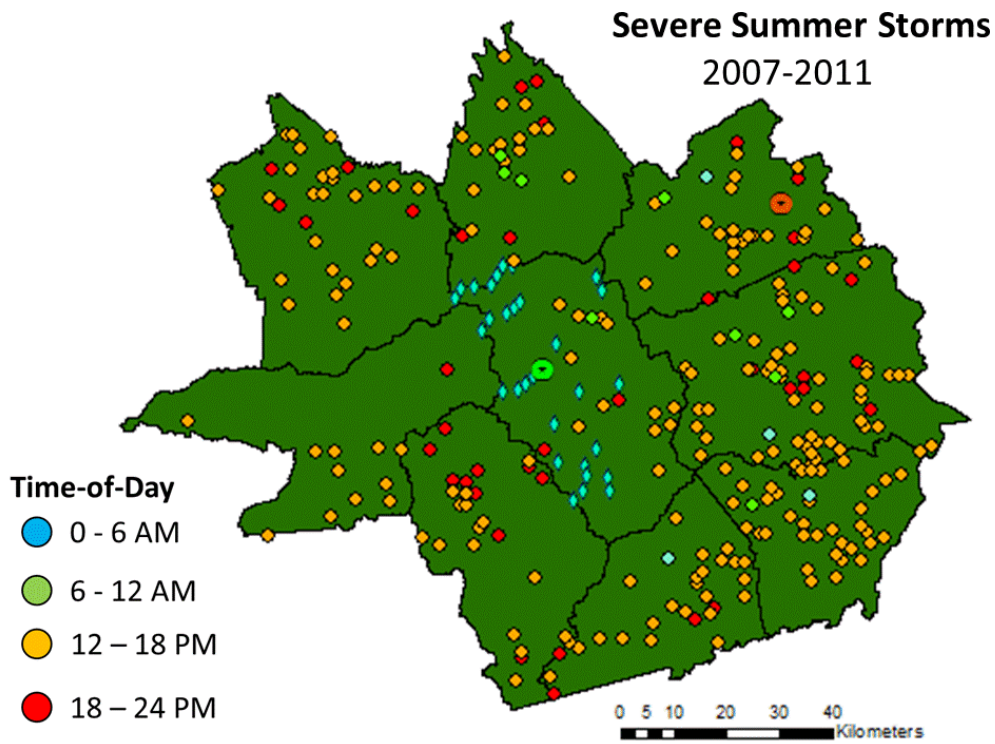 Severe Summer Storms
2007-2011
Time-of-Day
0 - 6 AM
6 - 12 AM
12 – 18 PM
18 – 24 PM
0 5 10 20 30 40
Kilometers